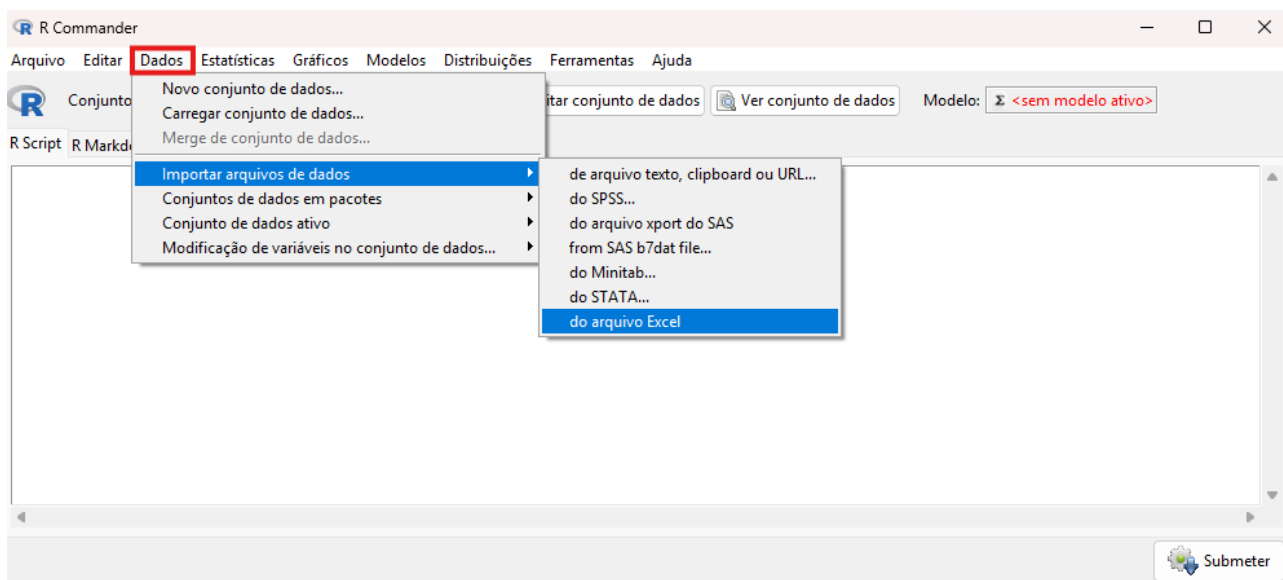 R Commander
Arquivo Editar Dados Estatísticas Gráficos Modelos Distribuições Ferramentas Ajuda
R Conjunto itar conjunto de dados Ver conjunto de dados Modelo: Σ <sem modelo ativo>
R Script R Markd
Novo conjunto de dados...
Carregar conjunto de dados...
Merge de conjunto de dados...
Importar arquivos de dados
Conjuntos de dados em pacotes
Conjunto de dados ativo
Modificação de variáveis no conjunto de dados...
de arquivo texto, clipboard ou URL...
do SPSS...
do arquivo xport do SAS
from SAS b7dat file...
do Minitab...
do STATA...
do arquivo Excel
Submeter